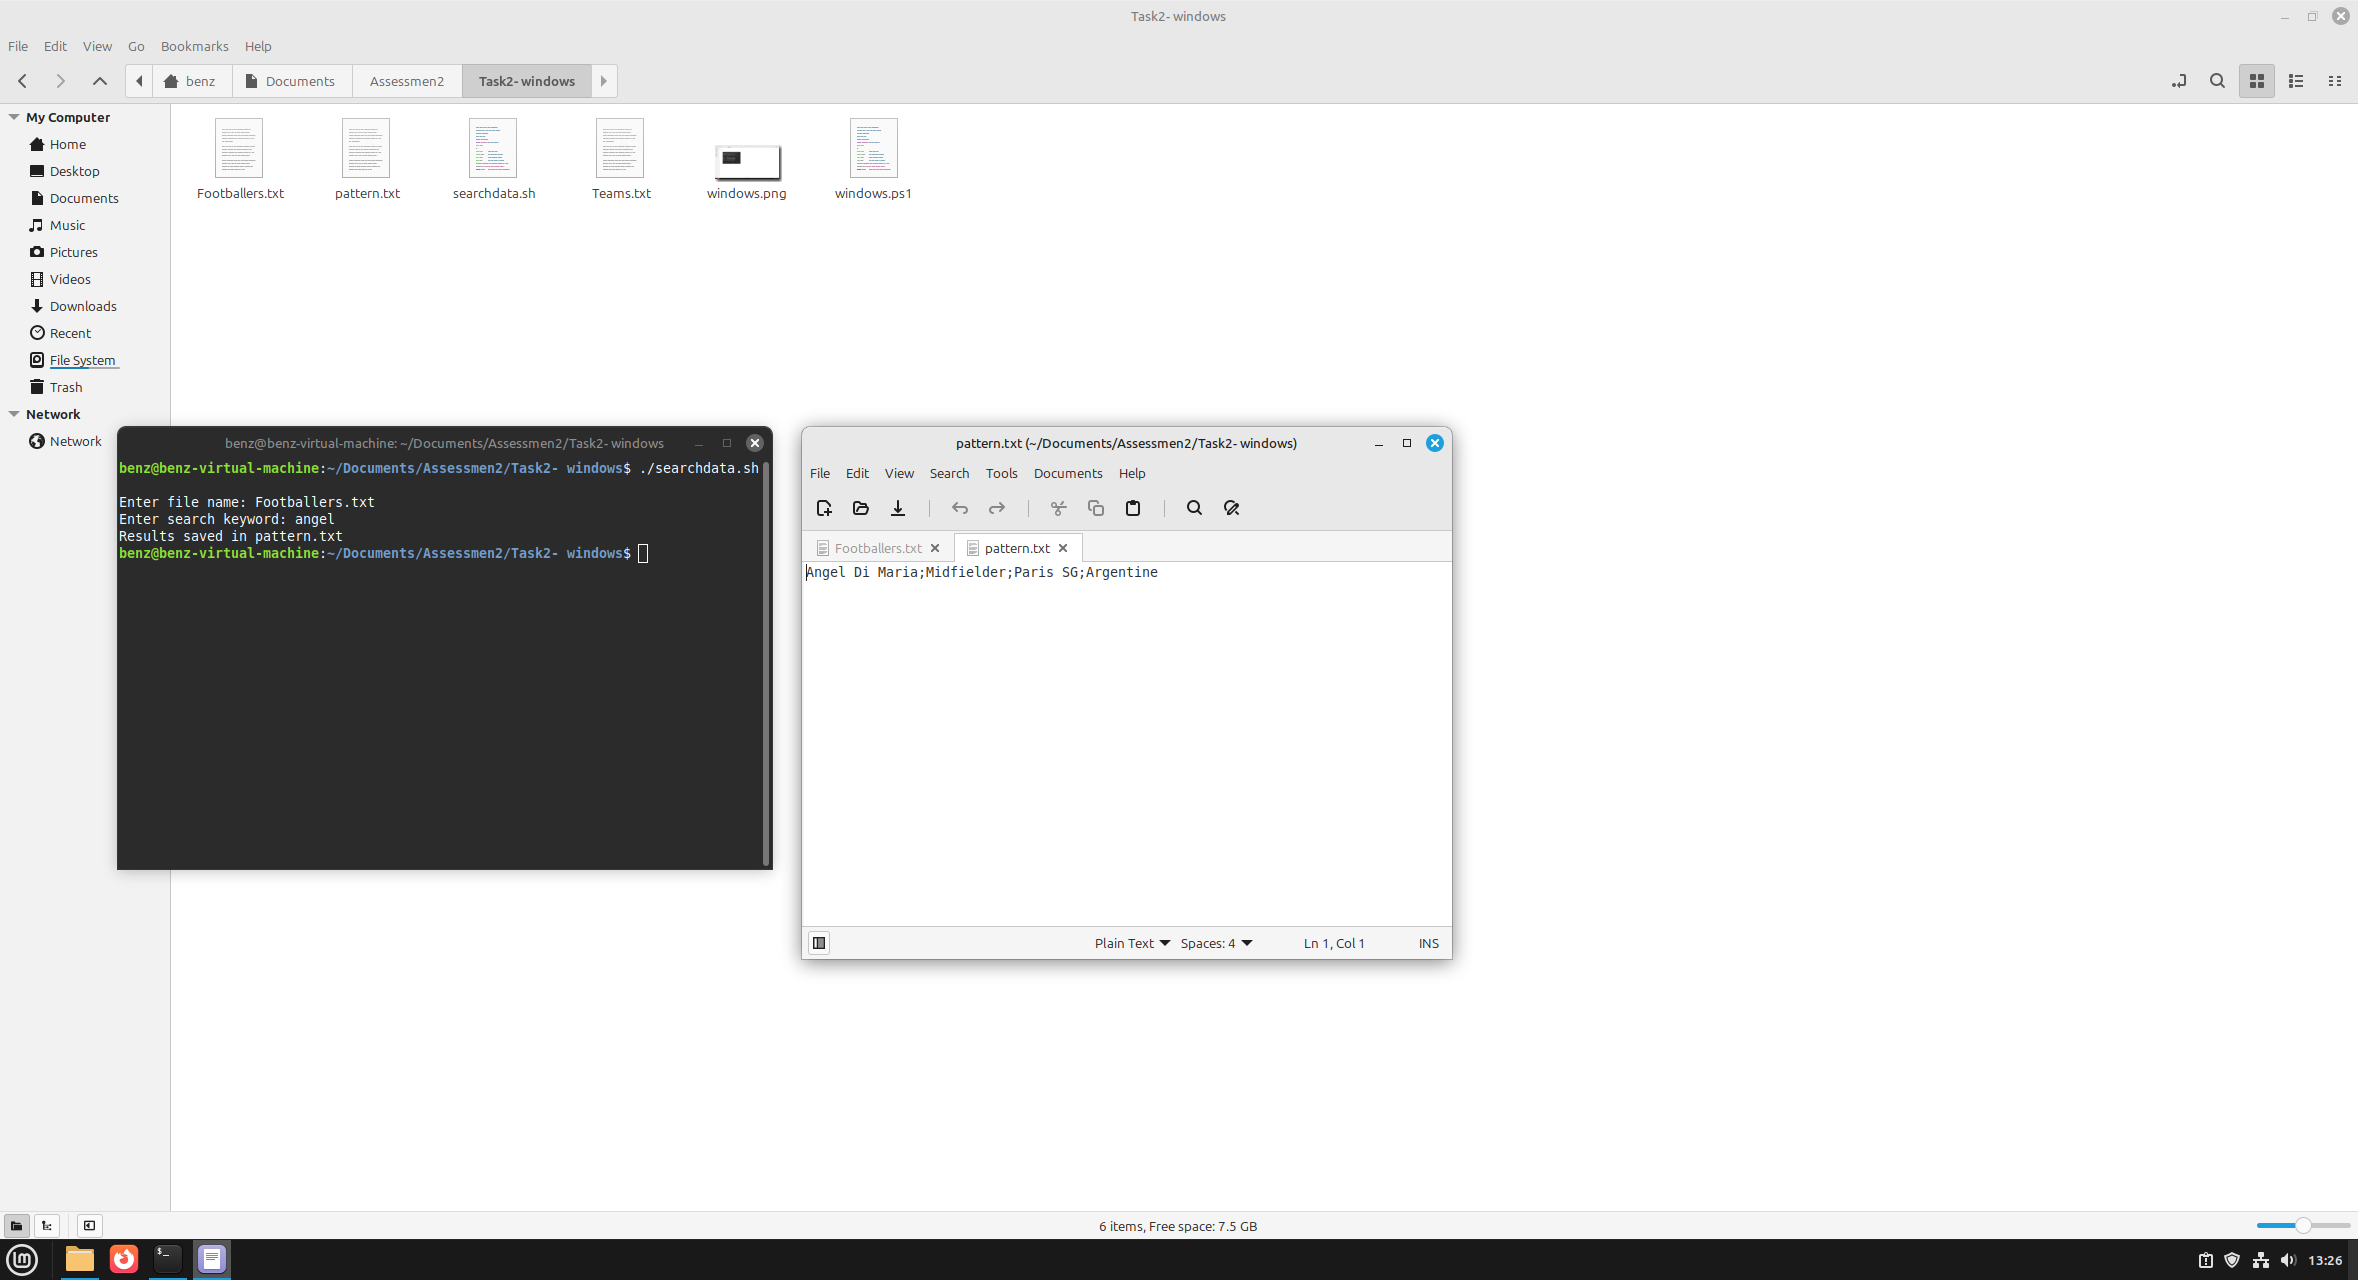 Task2- windows
File Edit View Go Bookmarks Help
benz Documents Assessmen2 Task2- windows
My Computer
Home
Desktop
Documents
Music
Pictures
Videos
Downloads
Recent
File System
Trash
Network
Network
Footballers.txt pattern.txt searchdata.sh Teams.txt windows.png windows.ps1
benz@benz-virtual-machine: ~/Documents/Assessmen2/Task2- windows
benz@benz-virtual-machine:~/Documents/Assessmen2/Task2- windows$ ./searchdata.sh
Enter file name: Footballers.txt
Enter search keyword: angel
Results saved in pattern.txt
benz@benz-virtual-machine:~/Documents/Assessmen2/Task2- windows$
pattern.txt (~/Documents/Assessmen2/Task2- windows)
File Edit View Search Tools Documents Help
Footballers.txt pattern.txt
Angel Di Maria;Midfielder;Paris SG;Argentine
Plain Text Spaces: 4 Ln 1, Col 1 INS
6 items, Free space: 7.5 GB
13:26